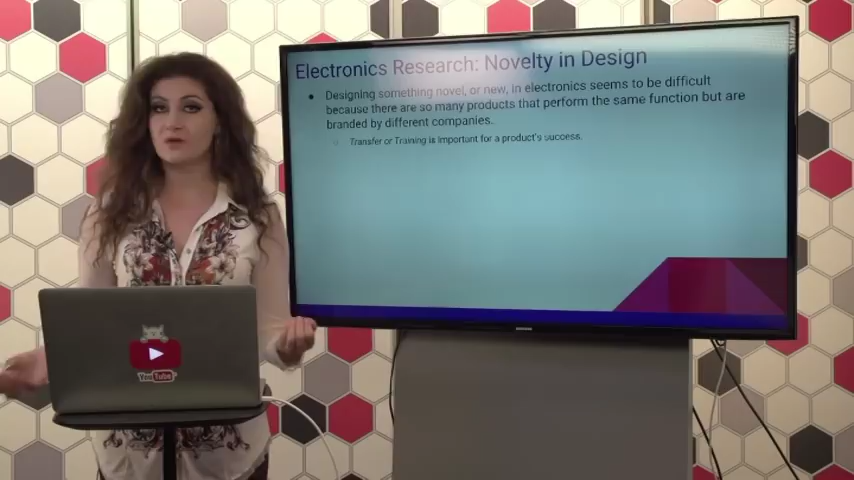 Electronics Research: Novelty in Design
Designing something novel, or new, in electronics seems to be difficult
because there are so many products that perform the same function but are
branded by different companies.
Transfer or Training is important for a product's success.
SAMSUNG
YouTube